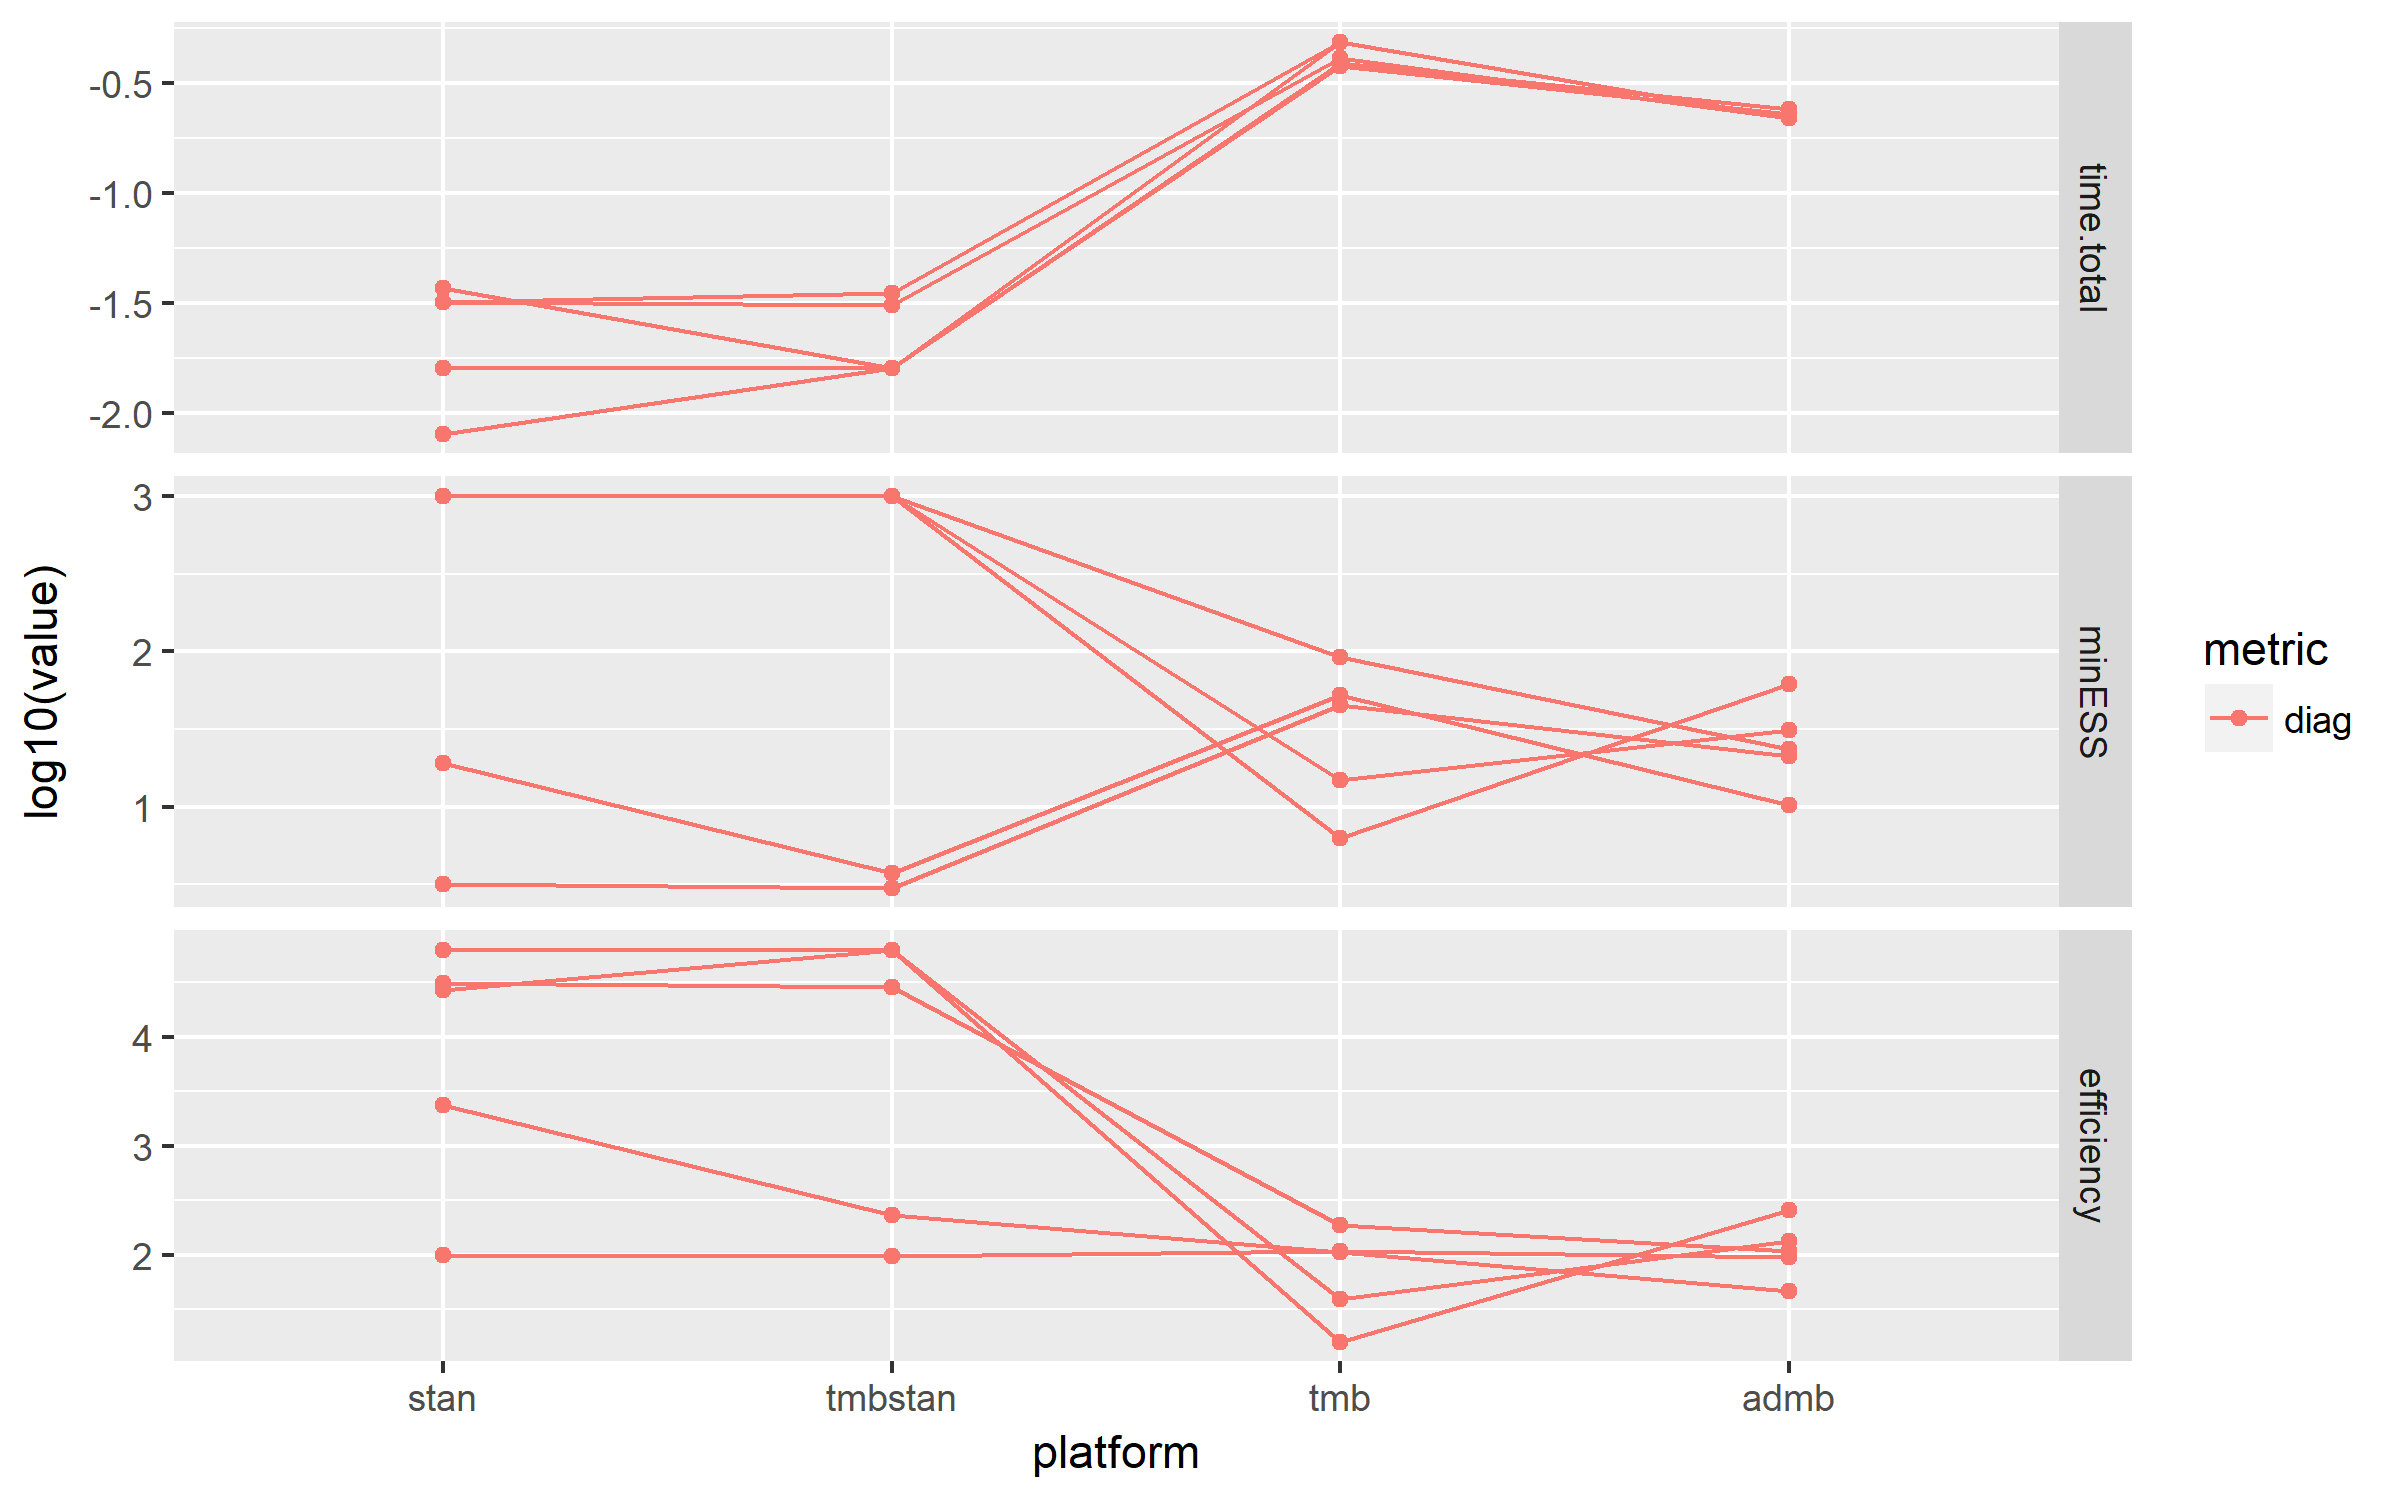 -0.5
-1.0
-1.5
-2.0
time.total
3
2
1
minESS
4
3
2
efficiency
log10(value)
stan tmbstan tmb admb
platform
metric
diag